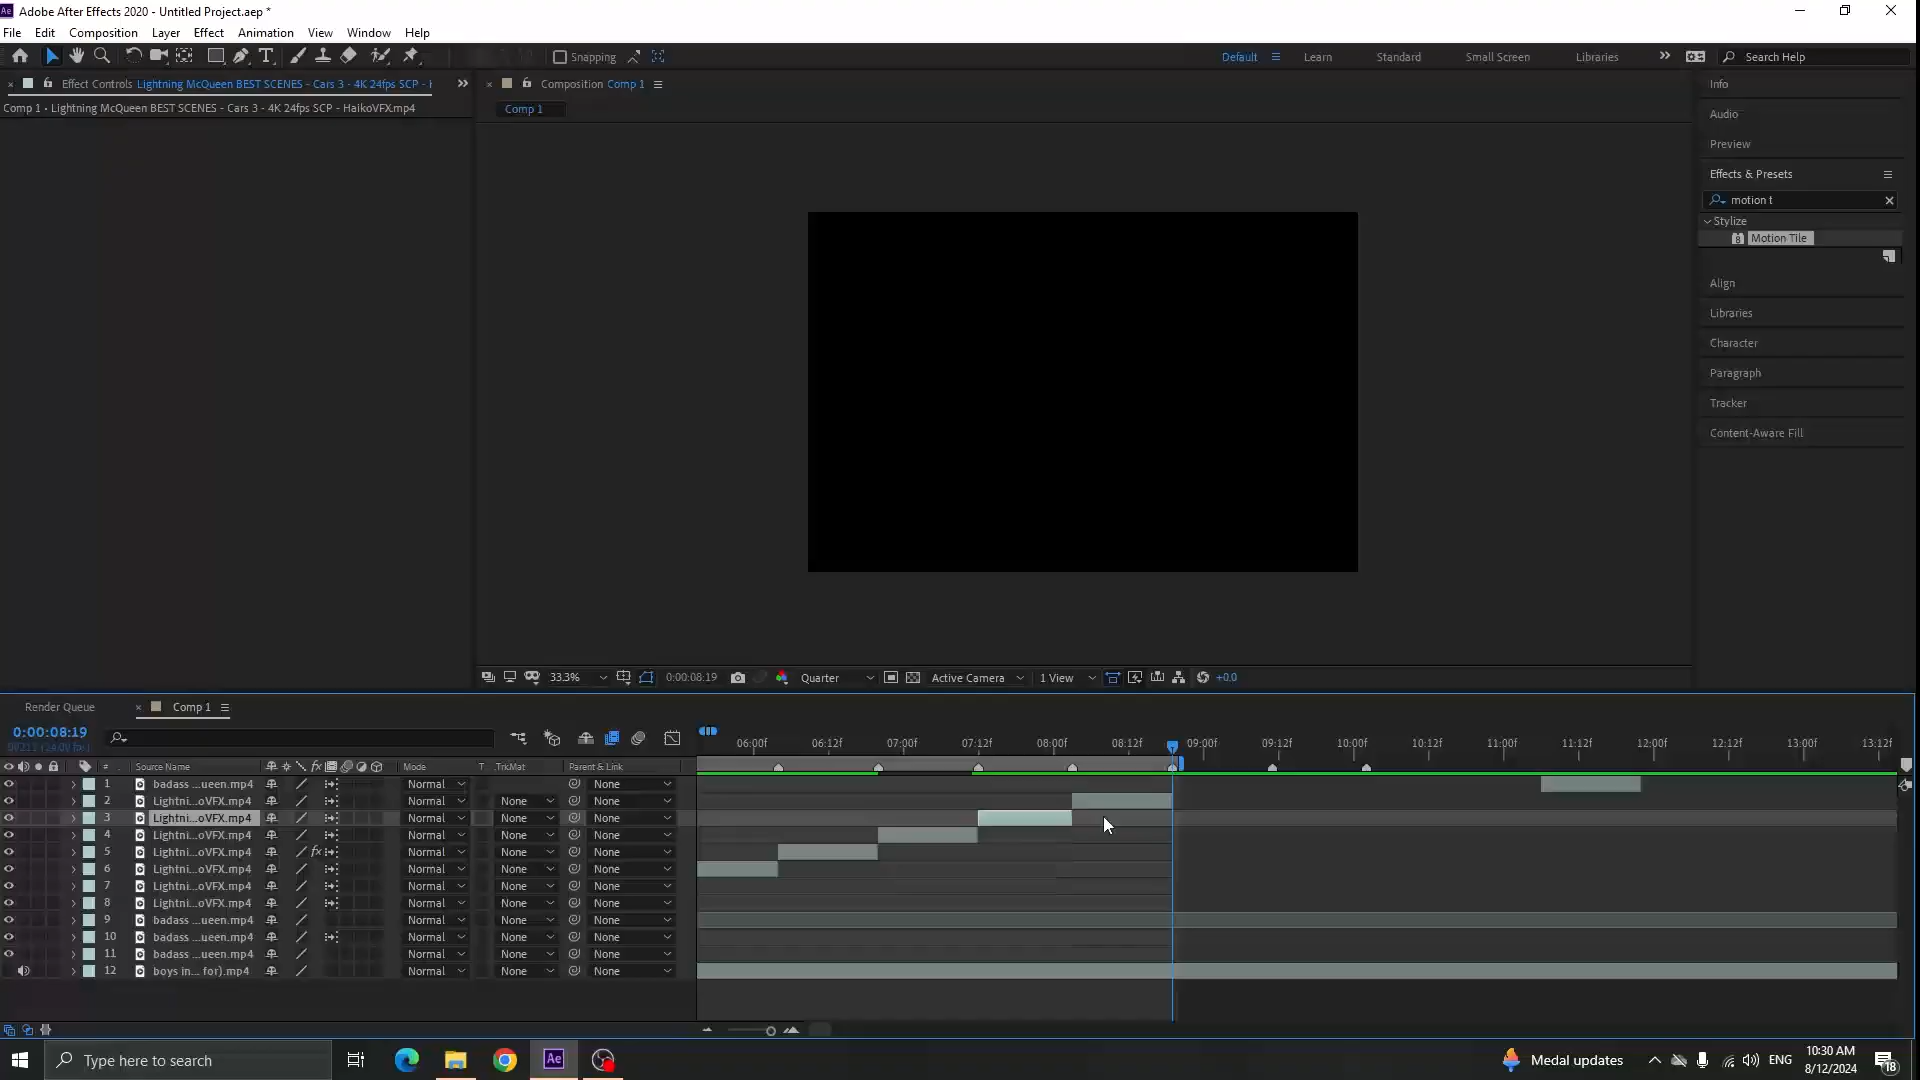 Adobe After Effects 2020 - Untitled Project.aep *
File Edit Composition Layer Effect Animation View Window Help
Snapping Default Learn Standard Small Screen Libraries Search Help
Effect Controls Lightning McQueen BEST SCENES - Cars 3 - 4K 24fps SCP -
Composition Comp 1
Info
Comp 1 • Lightning McQueen BEST SCENES - Cars 3 - 4K 24fps SCP - HaikoVFX.mp4
Comp 1
Audio
Preview
Effects & Presets
motion t
Stylize
Motion Tile
Align
Libraries
Character
Paragraph
Tracker
Content-Aware Fill
33.3% 0:00:08:19 Quarter Active Camera 1 View +0.0
Render Queue Comp 1
0:00:08:19
06:00f 06:12f 07:00f 07:12f 08:00f 08:12f 09:00f 09:12f 10:00f 10:12f 11:00f 11:12f 12:00f 12:12f 13:00f 13:12f
# Source Name Mode T .TrkMat Parent & Link
1 badass ...ueen.mp4 Normal None
2 Lightni...oVFX.mp4 Normal None None
3 Lightni...oVFX.mp4 Normal None None
4 Lightni...oVFX.mp4 Normal None None
5 Lightni...oVFX.mp4 fx Normal None None
6 Lightni...oVFX.mp4 Normal None None
7 Lightni...oVFX.mp4 Normal None None
8 Lightni...oVFX.mp4 Normal None None
9 badass ...ueen.mp4 Normal None None
10 badass ...ueen.mp4 Normal None None
11 badass ...ueen.mp4 Normal None None
12 boys in... for).mp4 Normal None None
Type here to search Ae Medal updates ENG 10:30 AM
8/12/2024 18